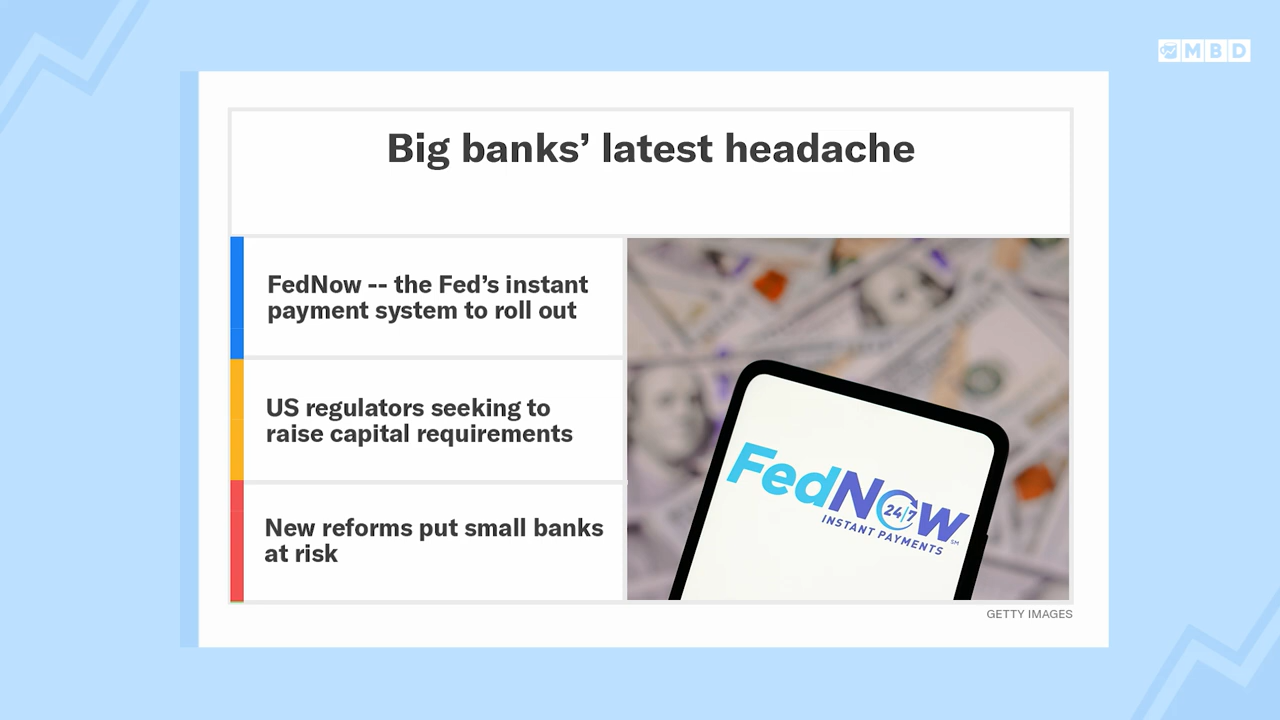 MBD
Big banks’ latest headache
FedNow -- the Fed’s instant
payment system to roll out
US regulators seeking to
raise capital requirements
New reforms put small banks
at risk
FedNow
24/7
INSTANT PAYMENTS
SM
GETTY IMAGES